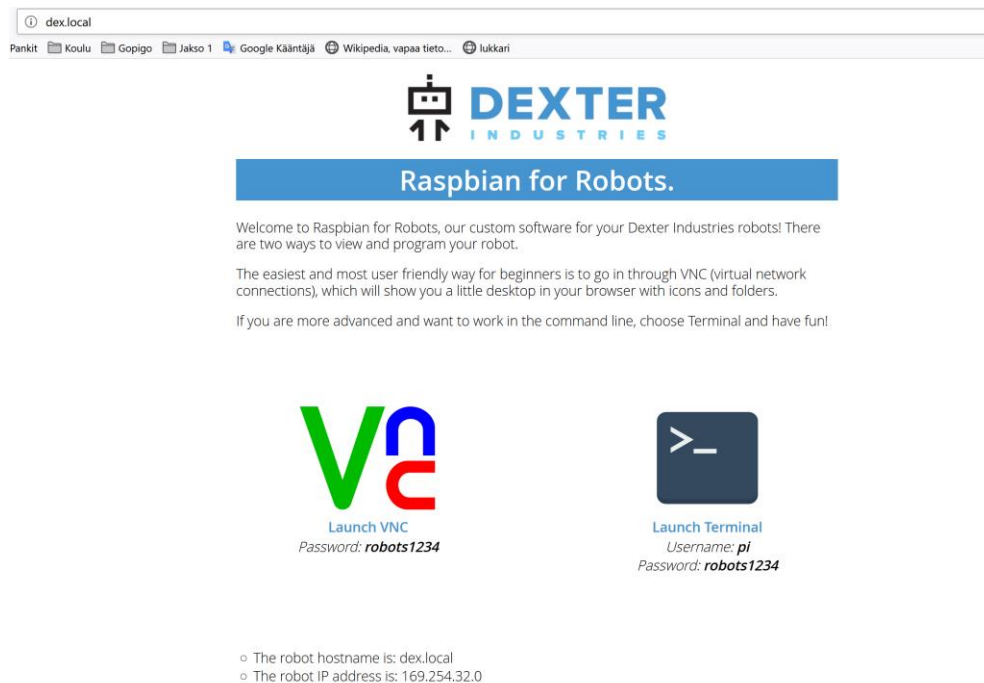 dex.local
Pankit Koulu Gopigo Jakso 1 Google Kääntäjä Wikipedia, vapaa tieto... lukkari
DEXTER
INDUSTRIES
Raspbian for Robots.
Welcome to Raspbian for Robots, our custom software for your Dexter Industries robots! There
are two ways to view and program your robot.
The easiest and most user friendly way for beginners is to go in through VNC (virtual network
connections), which will show you a little desktop in your browser with icons and folders.
If you are more advanced and want to work in the command line, choose Terminal and have fun!
Vnc
>_
Launch VNC
Password: robots1234
Launch Terminal
Username: pi
Password: robots1234
The robot hostname is: dex.local
The robot IP address is: 169.254.32.0